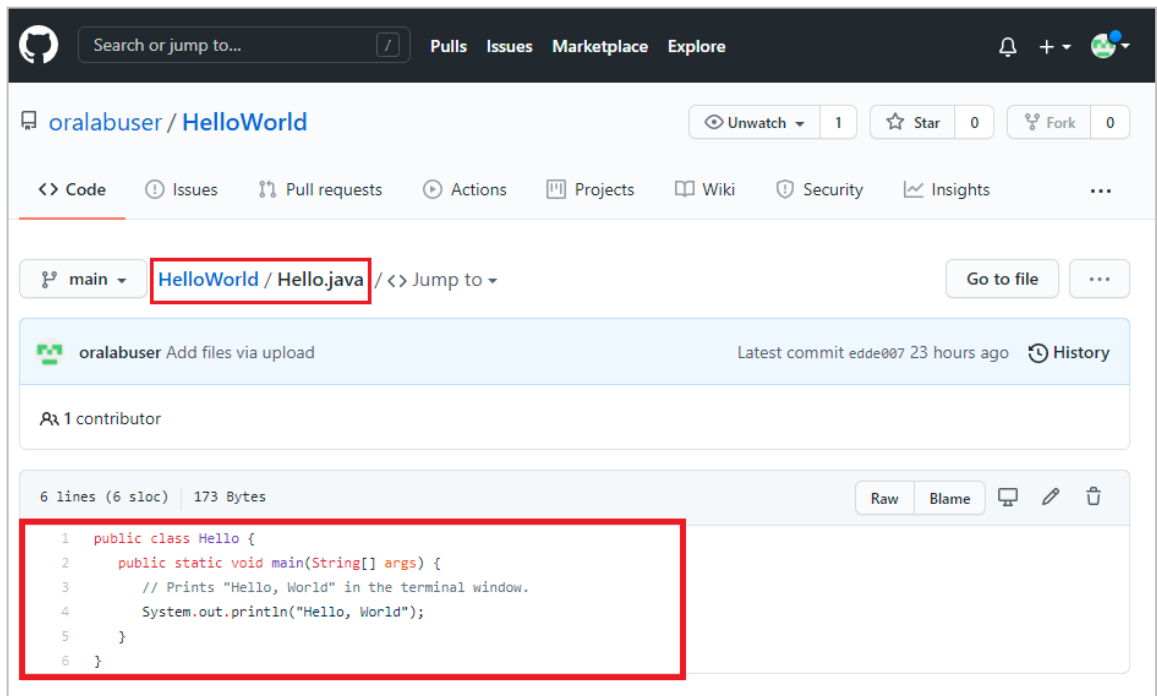 Search or jump to... / Pulls Issues Marketplace Explore
oralabuser / HelloWorld Unwatch 1 Star 0 Fork 0
<> Code Issues Pull requests Actions Projects Wiki Security Insights ...
main HelloWorld / Hello.java / <> Jump to Go to file ...
oralabuser Add files via upload Latest commit edde007 23 hours ago History
1 contributor
6 lines (6 sloc) 173 Bytes Raw Blame
1 public class Hello {
2 public static void main(String[] args) {
3 // Prints "Hello, World" in the terminal window.
4 System.out.println("Hello, World");
5 }
6 }